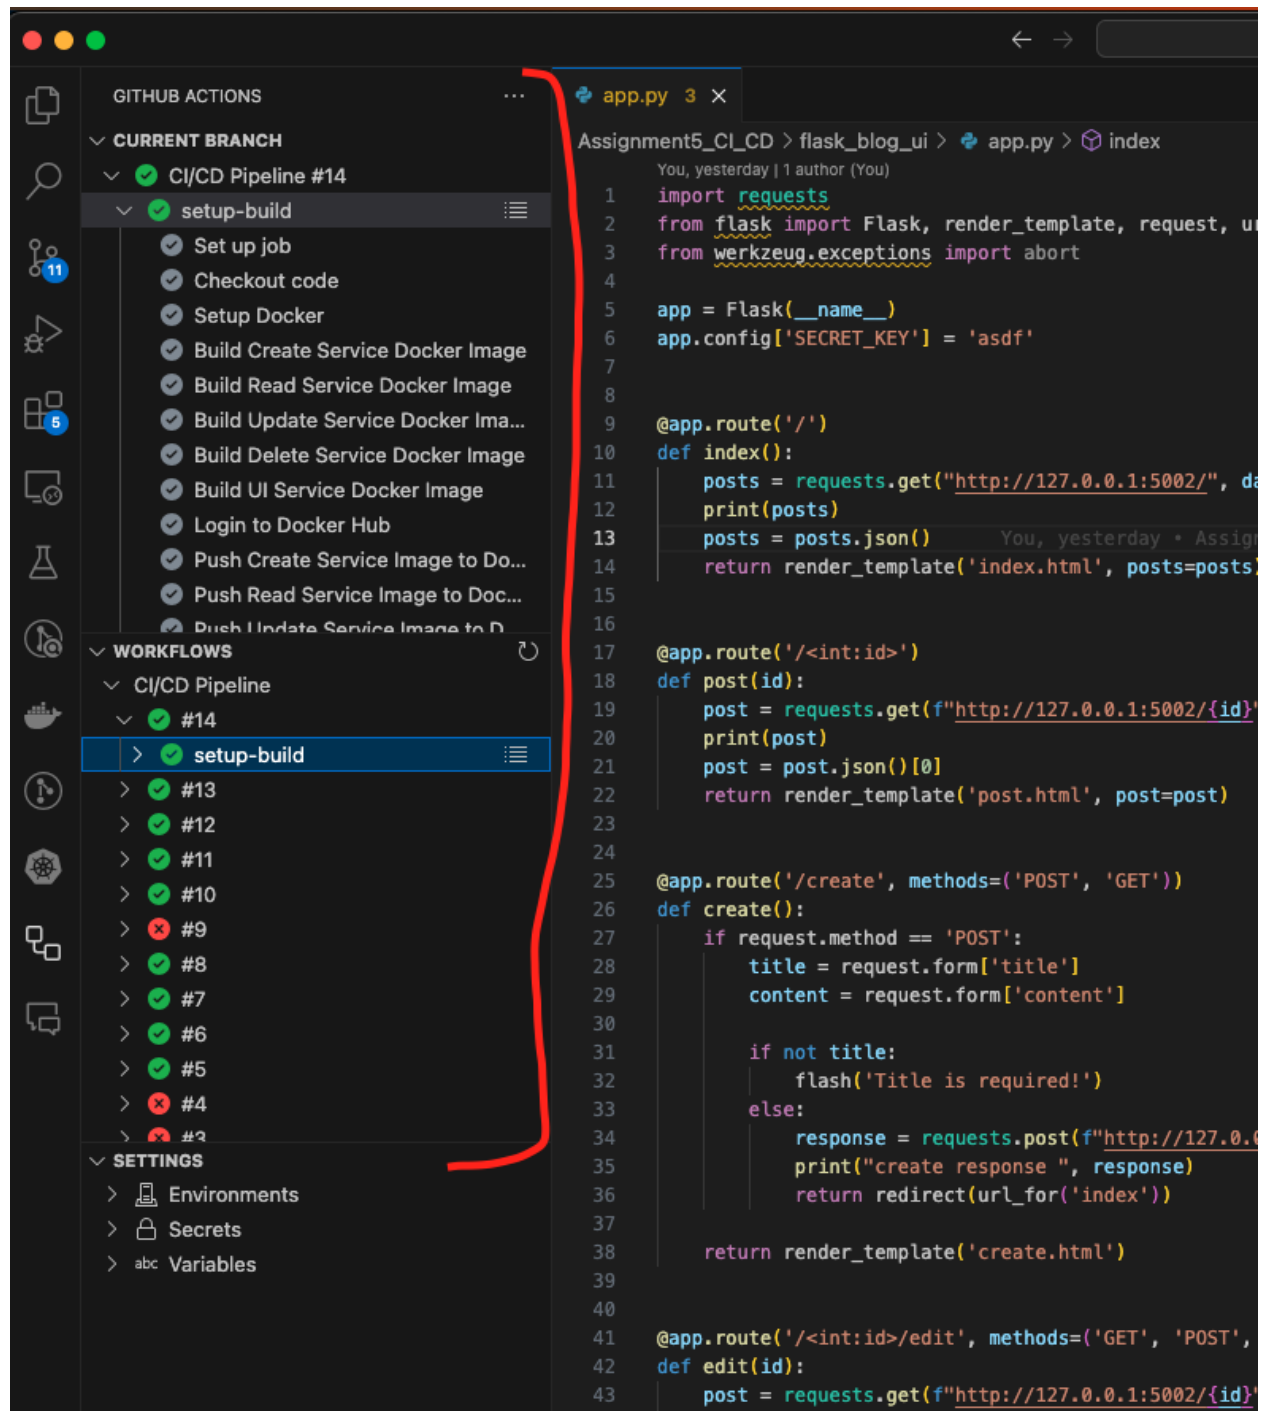 GITHUB ACTIONS ...
CURRENT BRANCH
CI/CD Pipeline #14
setup-build
Set up job
Checkout code
Setup Docker
Build Create Service Docker Image
Build Read Service Docker Image
Build Update Service Docker Ima...
Build Delete Service Docker Image
Build UI Service Docker Image
Login to Docker Hub
Push Create Service Image to Do...
Push Read Service Image to Doc...
Push Update Service Image to D
WORKFLOWS
CI/CD Pipeline
#14
setup-build
#13
#12
#11
#10
#9
#8
#7
#6
#5
#4
#3
SETTINGS
Environments
Secrets
abc Variables
11
5
app.py 3
Assignment5_CI_CD > flask_blog_ui > app.py > index
You, yesterday | 1 author (You)
1 import requests
2 from flask import Flask, render_template, request,
3 from werkzeug.exceptions import abort
4
5 app = Flask(__name__)
6 app.config['SECRET_KEY'] = 'asdf'
7
8
9 @app.route('/')
10 def index():
11 posts = requests.get("http://127.0.0.1:5002/",
12 print(posts)
13 posts = posts.json() You, yesterday • Assig
14 return render_template('index.html', posts=posts)
15
16
17 @app.route('/<int:id>')
18 def post(id):
19 post = requests.get(f"http://127.0.0.1:5002/{id}"
20 print(post)
21 post = post.json()[0]
22 return render_template('post.html', post=post)
23
24
25 @app.route('/create', methods=('POST', 'GET'))
26 def create():
27 if request.method == 'POST':
28 title = request.form['title']
29 content = request.form['content']
30
31 if not title:
32 flash('Title is required!')
33 else:
34 response = requests.post(f"http://127.0.
35 print("create response ", response)
36 return redirect(url_for('index'))
37
38 return render_template('create.html')
39
40
41 @app.route('/<int:id>/edit', methods=('GET', 'POST',
42 def edit(id):
43 post = requests.get(f"http://127.0.0.1:5002/{id}"